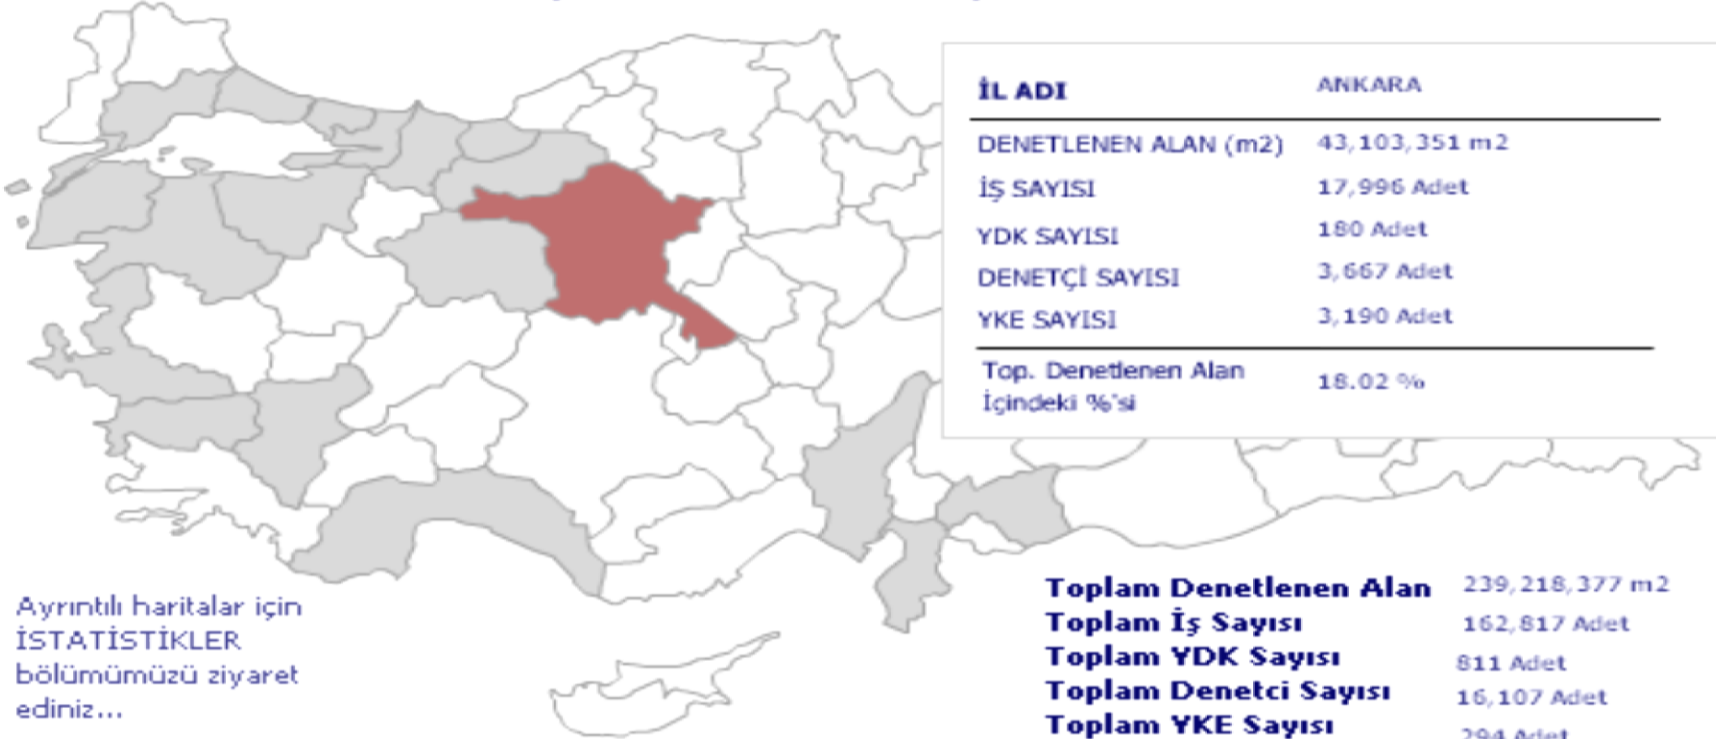 İL ADI ANKARA
DENETLENEN ALAN (m2) 43,103,351 m2
İŞ SAYISI 17,996 Adet
YDK SAYISI 180 Adet
DENETÇİ SAYISI 3,667 Adet
YKE SAYISI 3,190 Adet
Top. Denetlenen Alan
İçindeki %'si 18.02 %
Ayrıntılı haritalar için
İSTATİSTİKLER
bölümümüzü ziyaret
ediniz...
Toplam Denetlenen Alan 239,218,377 m2
Toplam İş Sayısı 162,817 Adet
Toplam YDK Sayısı 811 Adet
Toplam Denetci Sayısı 16,107 Adet
Toplam YKE Sayısı 294 Adet